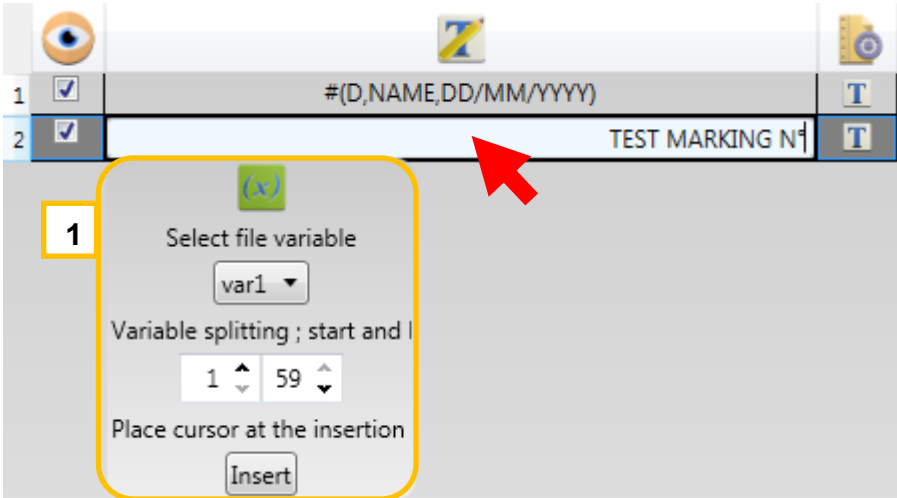 1 #(D,NAME,DD/MM/YYYY) T
2 TEST MARKING N° T
(x)
1
Select file variable
var1
Variable splitting ; start and l
1 59
Place cursor at the insertion
Insert